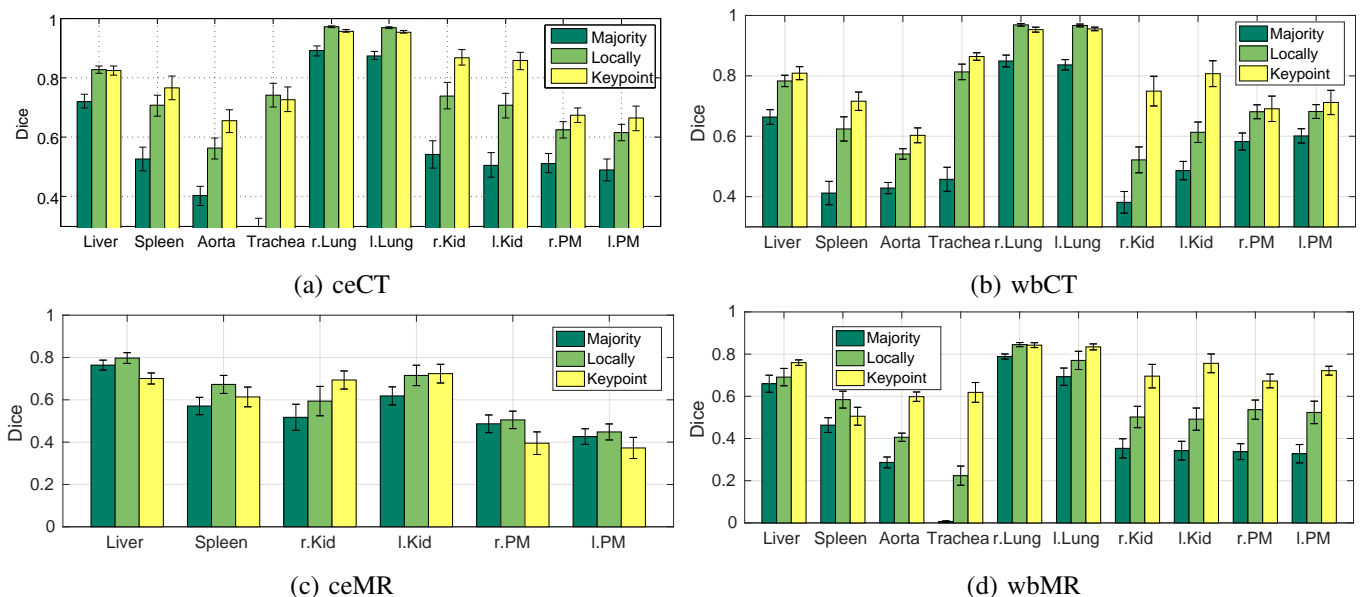 1
0.8
0.6
0.4
Dice
Majority
Locally
Keypoint
Liver Spleen Aorta Trachea r.Lung l.Lung r.Kid l.Kid r.PM l.PM
(a) ceCT
1
0.8
0.6
0.4
Dice
Majority
Locally
Keypoint
Liver Spleen Aorta Trachea r.Lung l.Lung r.Kid l.Kid r.PM l.PM
(b) wbCT
1
0.8
0.6
0.4
0.2
0
Dice
Majority
Locally
Keypoint
Liver Spleen r.Kid l.Kid r.PM l.PM
(c) ceMR
1
0.8
0.6
0.4
0.2
0
Dice
Majority
Locally
Keypoint
Liver Spleen Aorta Trachea r.Lung l.Lung r.Kid l.Kid r.PM l.PM
(d) wbMR